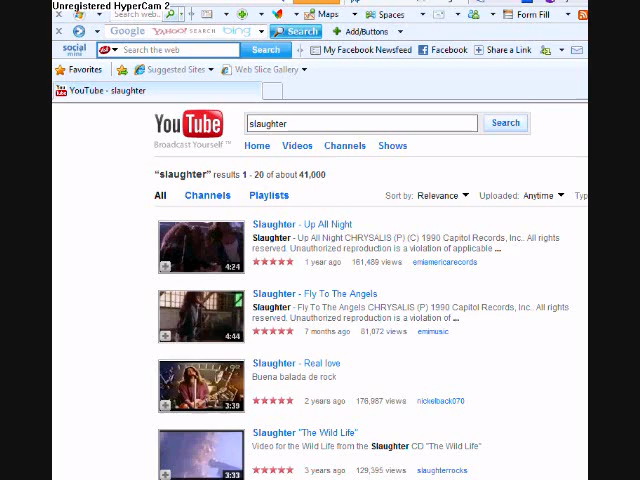 Unregistered HyperCam 2
Search web
Maps
Spaces
Form Fill
Google YAHOO! SEARCH bing Search Add/Buttons
social
Search the web Search My Facebook Newsfeed Facebook Share a Link
Favorites Suggested Sites Web Slice Gallery
YouTube - slaughter
YouTube
Broadcast Yourself™
slaughter
Search
Home Videos Channels Shows
"slaughter" results 1 - 20 of about 41,000
All Channels Playlists Sort by: Relevance Uploaded: Anytime Typ
Slaughter - Up All Night
Slaughter - Up All Night CHRYSALIS (P) (C) 1990 Capitol Records, Inc.. All rights
reserved. Unauthorized reproduction is a violation of applicable ...
4:24
1 year ago 161,489 views emiamericarecords
Slaughter - Fly To The Angels
Slaughter - Fly To The Angels CHRYSALIS (P) (C) 1990 Capitol Records, Inc.. All rights
reserved. Unauthorized reproduction is a violation of ...
4:44
7 months ago 81,072 views emimusic
Slaughter - Real love
Buena balada de rock
3:39
2 years ago 176,987 views nickelback070
Slaughter "The Wild Life"
Video for the Wild Life from the Slaughter CD "The Wild Life"
3:33
3 years ago 129,395 views slaughterrocks